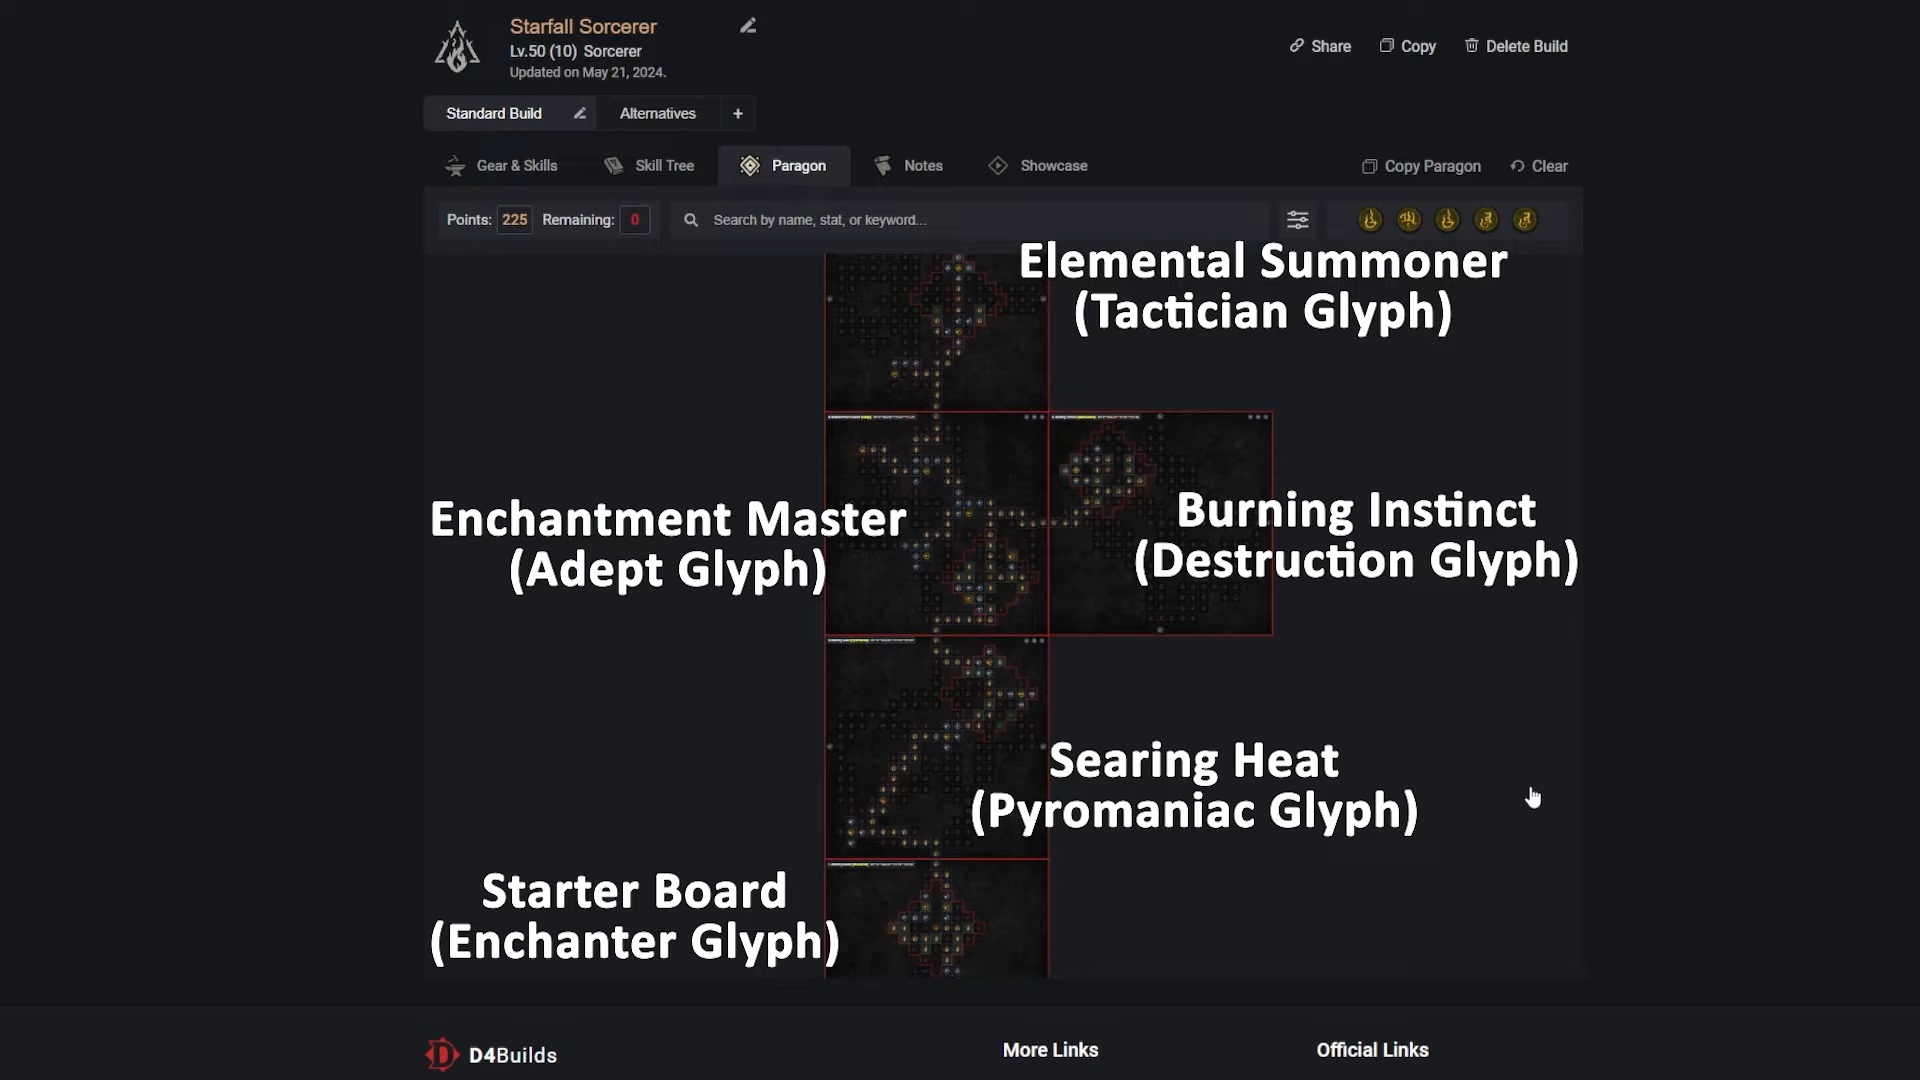 Starfall Sorcerer
Lv.50 (10) Sorcerer
Updated on May 21, 2024.
Share
Copy
Delete Build
Standard Build
Alternatives
+
Gear & Skills
Skill Tree
Paragon
Notes
Showcase
Copy Paragon
Clear
Points: 225 Remaining: 0
Search by name, stat, or keyword...
Elemental Summoner
(Tactician Glyph)
Enchantment Master
(Adept Glyph)
Burning Instinct
(Destruction Glyph)
Searing Heat
(Pyromaniac Glyph)
Starter Board
(Enchanter Glyph)
D4Builds
More Links
Official Links